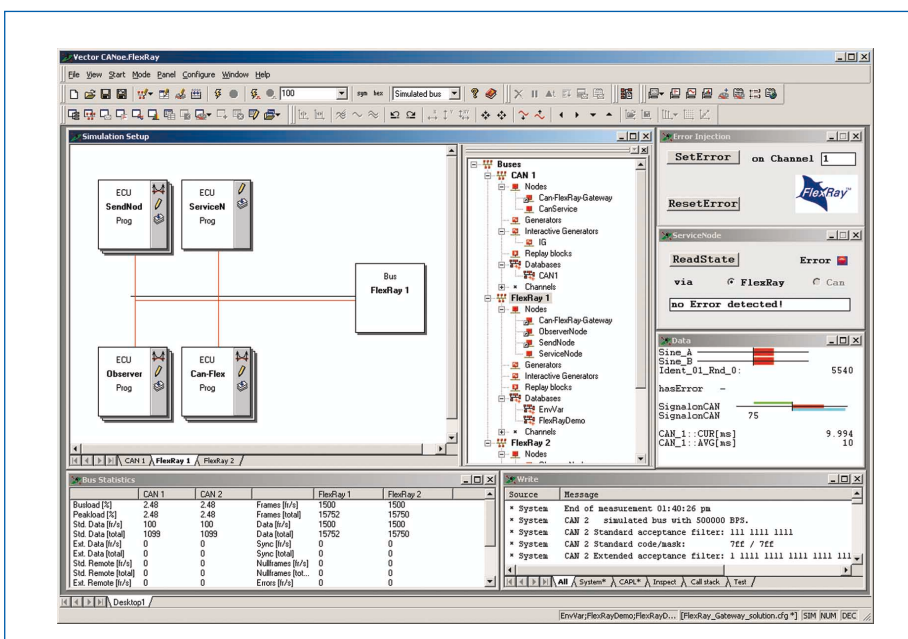 Vector CANoe.FlexRay
File View Start Mode Panel Configure Window Help
100 sym hex Simulated bus
Simulation Setup
ECU
SendNod
Prog
ECU
ServiceN
Prog
Bus
FlexRay 1
ECU
Observer
Prog
ECU
Can-Flex
Prog
CAN 1 FlexRay 1 FlexRay 2
Buses
CAN 1
Nodes
Can-FlexRay-Gateway
CanService
Generators
Interactive Generators
IG
Replay blocks
Databases
CAN1
Channels
FlexRay 1
Nodes
Can-FlexRay-Gateway
ObserverNode
SendNode
ServiceNode
Generators
Interactive Generators
Replay blocks
Databases
EnvVar
FlexRayDemo
Channels
FlexRay 2
Nodes
Error Injection
SetError on Channel 1
FlexRay™
ResetError
ServiceNode
ReadState Error
via FlexRay Can
no Error detected!
Data
Sine_A
Sine_B
Ident_01_Rnd_0: 5540
hasError -
SignalonCAN
SignalonCAN 75
CAN_1::CUR[ms] 9.994
CAN_1::AVG[ms] 10
Bus Statistics
CAN 1 CAN 2 FlexRay 1 FlexRay 2
Busload [%] 2.48 2.48 Frames [fr/s] 1500 1500
Peakload [%] 2.48 2.48 Frames [total] 15752 15750
Std. Data [fr/s] 100 100 Data [fr/s] 1500 1500
Std. Data [total] 1099 1099 Data [total] 15752 15750
Ext. Data [fr/s] 0 0 Sync [fr/s] 0 0
Ext. Data [total] 0 0 Sync [total] 0 0
Std. Remote [fr/s] 0 0 Nullframes [fr/s] 0 0
Std. Remote [total] 0 0 Nullframes [tot... 0 0
Ext. Remote [fr/s] 0 0 Errors [fr/s] 0 0
Write
Source Message
System End of measurement 01:40:26 pm
System CAN 2 simulated bus with 500000 BPS.
System CAN 2 Standard acceptance filter: 111 1111 1111
System CAN 2 Standard code/mask: 7ff / 7ff
System CAN 2 Extended acceptance filter: 1 1111 1111 1111 1111 111
All System* CAPL* Inspect Call stack Test
Desktop1
EnvVar;FlexRayDemo;FlexRayD... [FlexRay_Gateway_solution.cfg *] SIM NUM DEC